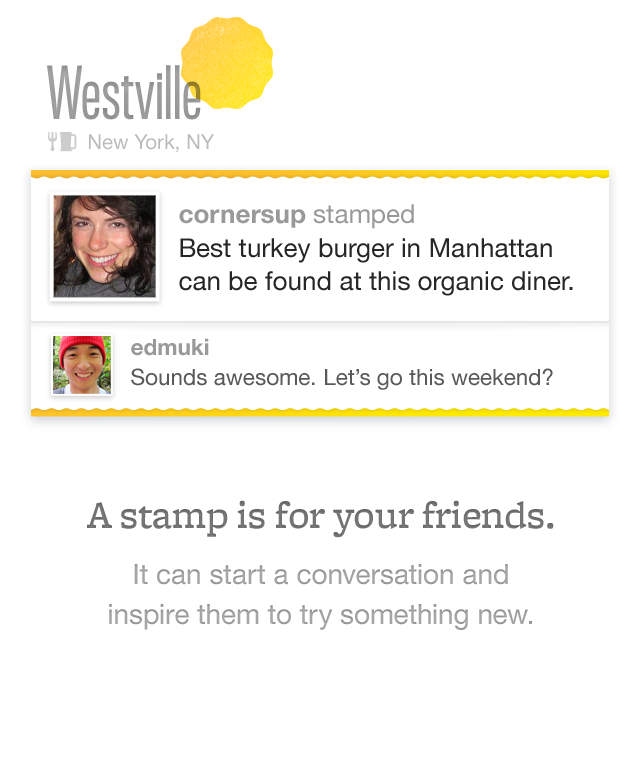 Westville
New York, NY
cornersup stamped
Best turkey burger in Manhattan
can be found at this organic diner.
edmuki
Sounds awesome. Let’s go this weekend?
A stamp is for your friends.
It can start a conversation and
inspire them to try something new.